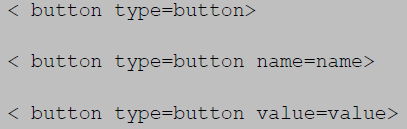 < button type=button>
< button type=button name=name>
< button type=button value=value>